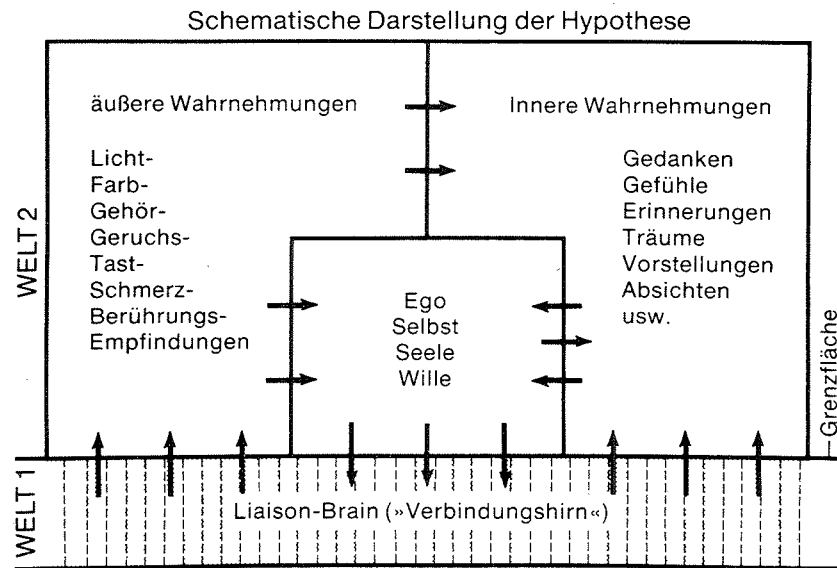 Schematische Darstellung der Hypothese
äußere Wahrnehmungen
Licht-
Farb-
Gehör-
Geruchs-
Tast-
Schmerz-
Berührungs-
Empfindungen
Innere Wahrnehmungen
Gedanken
Gefühle
Erinnerungen
Träume
Vorstellungen
Absichten
usw.
Ego
Selbst
Seele
Wille
WELT 2
Grenzfläche
WELT 1
Liaison-Brain (»Verbindungshirn«)